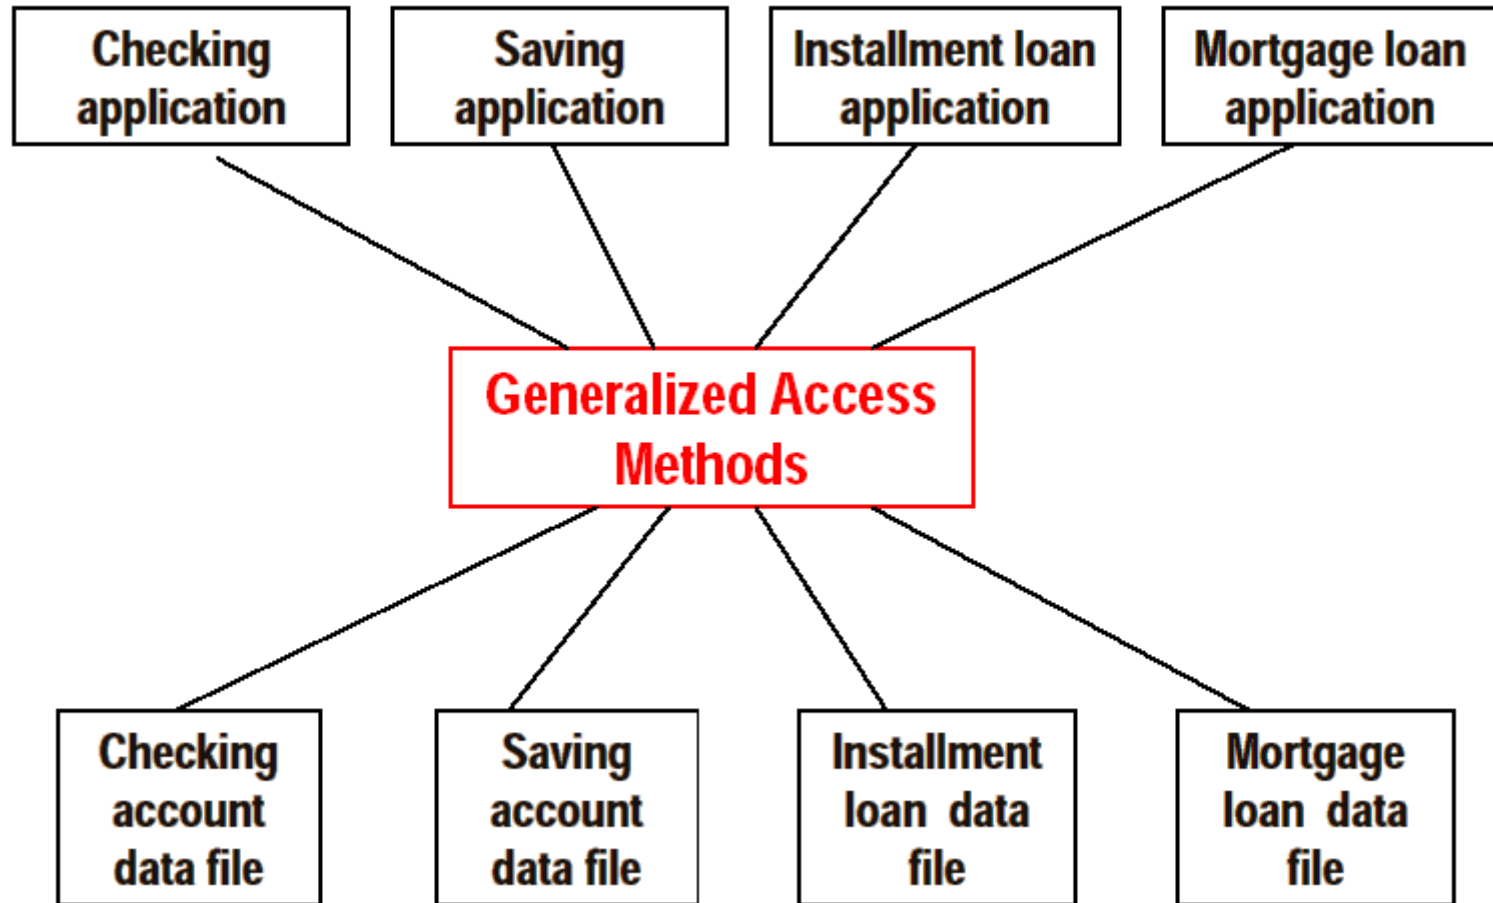 Checking
application
Saving
application
Installment loan
application
Mortgage loan
application
Generalized Access
Methods
Checking
account
data file
Saving
account
data file
Installment
loan data
file
Mortgage
loan data
file